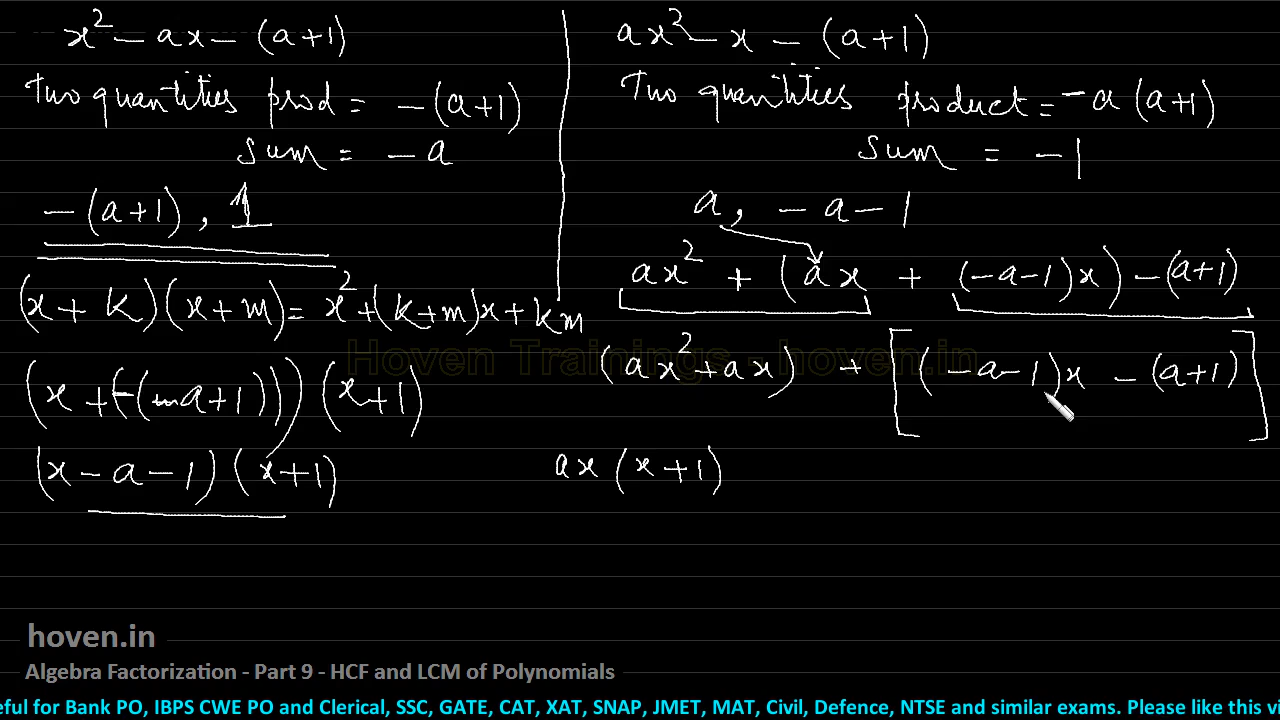 x² - ax - (a+1)
Two quantities prod = -(a+1)
sum = -a
-(a+1), 1
(x + k)(x+m) = x² + (k+m)x + km
(x + (-(a+1)))(x+1)
(x - a - 1)(x+1)
ax² - x - (a+1)
Two quantities product = -a(a+1)
sum = -1
a, -a-1
ax² + (ax + (-a-1)x) - (a+1)
(ax² + ax) + [(-a-1)x - (a+1)]
ax(x+1)
Hoven Trainings - hoven.in
hoven.in
Algebra Factorization - Part 9 - HCF and LCM of Polynomials
eful for Bank PO, IBPS CWE PO and Clerical, SSC, GATE, CAT, XAT, SNAP, JMET, MAT, Civil, Defence, NTSE and similar exams. Please like this vi